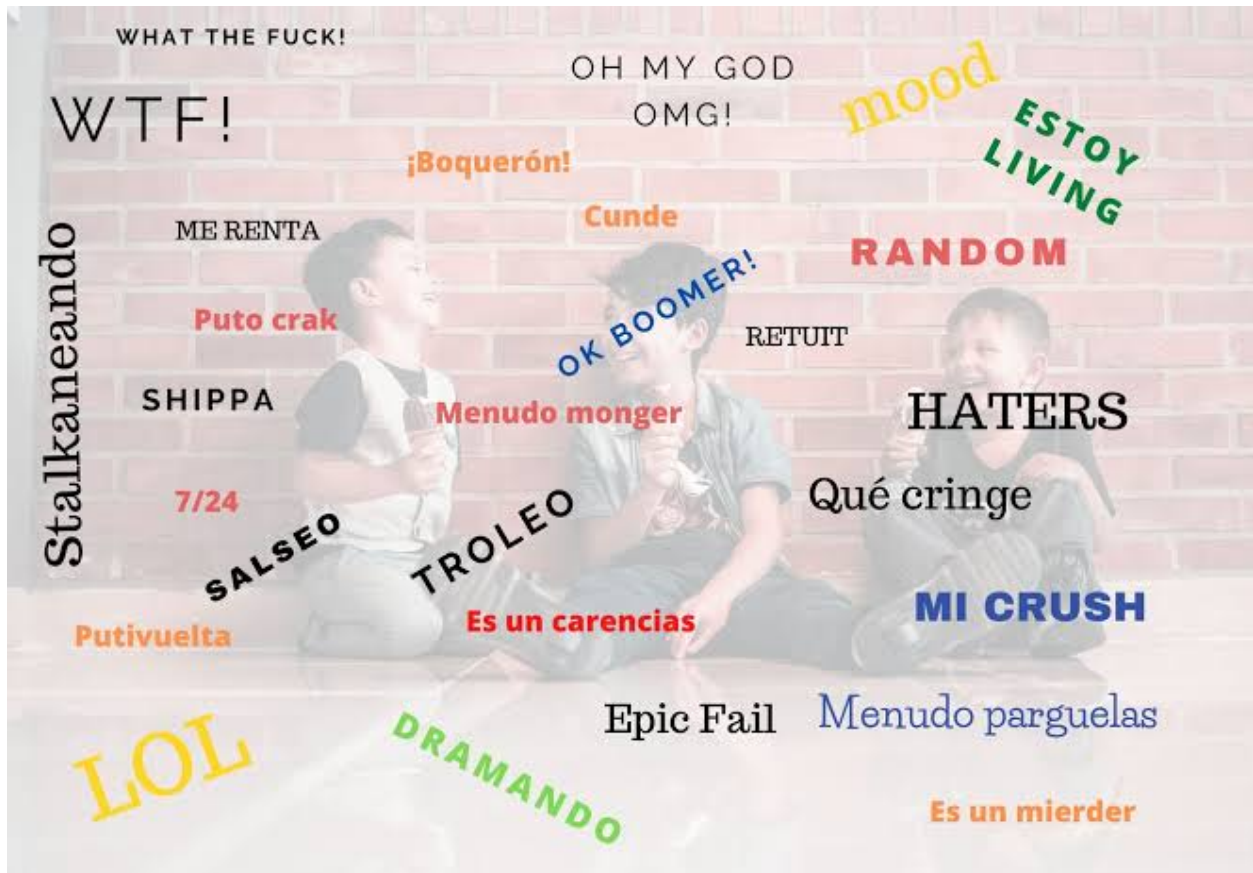 WHAT THE FUCK!
WTF!
OH MY GOD
OMG!
mood
ESTOY
LIVING
¡Boquerón!
Cunde
ME RENTA
RANDOM
Stalkaneando
Puto crak
OK BOOMER!
RETUIT
SHIPPA
Menudo monger
HATERS
7/24
SALSEO
TROLEO
Qué cringe
Putivuelta
Es un carencias
MI CRUSH
LOL
DRAMANDO
Epic Fail
Menudo parguelas
Es un mierder